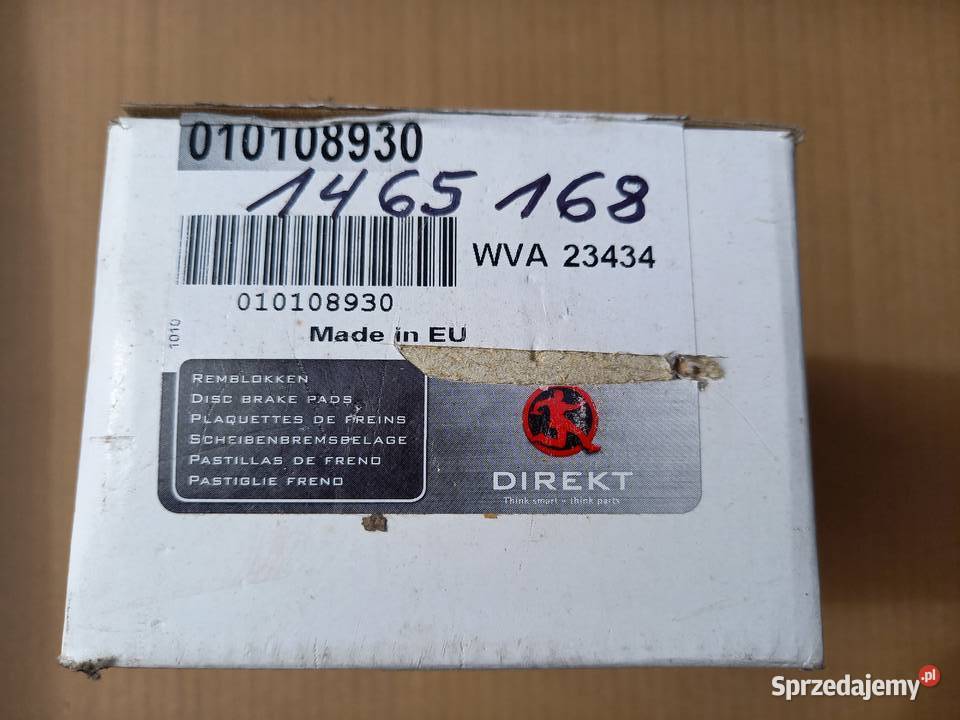 010108930
1465 168
WVA 23434
010108930
Made in EU
1010
REMBLOKKEN
DISC BRAKE PADS
PLAQUETTES DE FREINS
SCHEIBENBREMSBELAGE
PASTILLAS DE FRENO
PASTIGLIE FRENO
DIREKT
Think smart - think parts
Sprzedajemy.pl